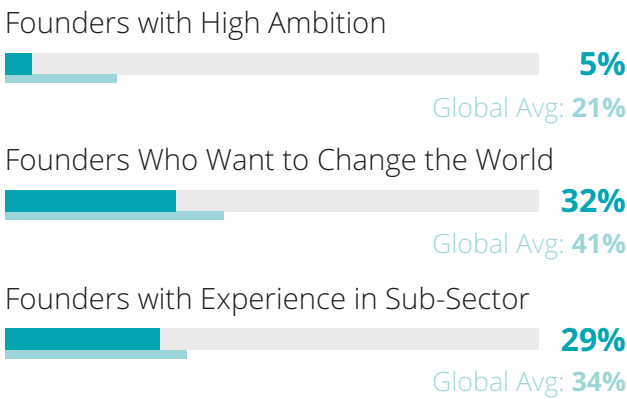 Founders with High Ambition
5%
Global Avg: 21%
Founders Who Want to Change the World
32%
Global Avg: 41%
Founders with Experience in Sub-Sector
29%
Global Avg: 34%